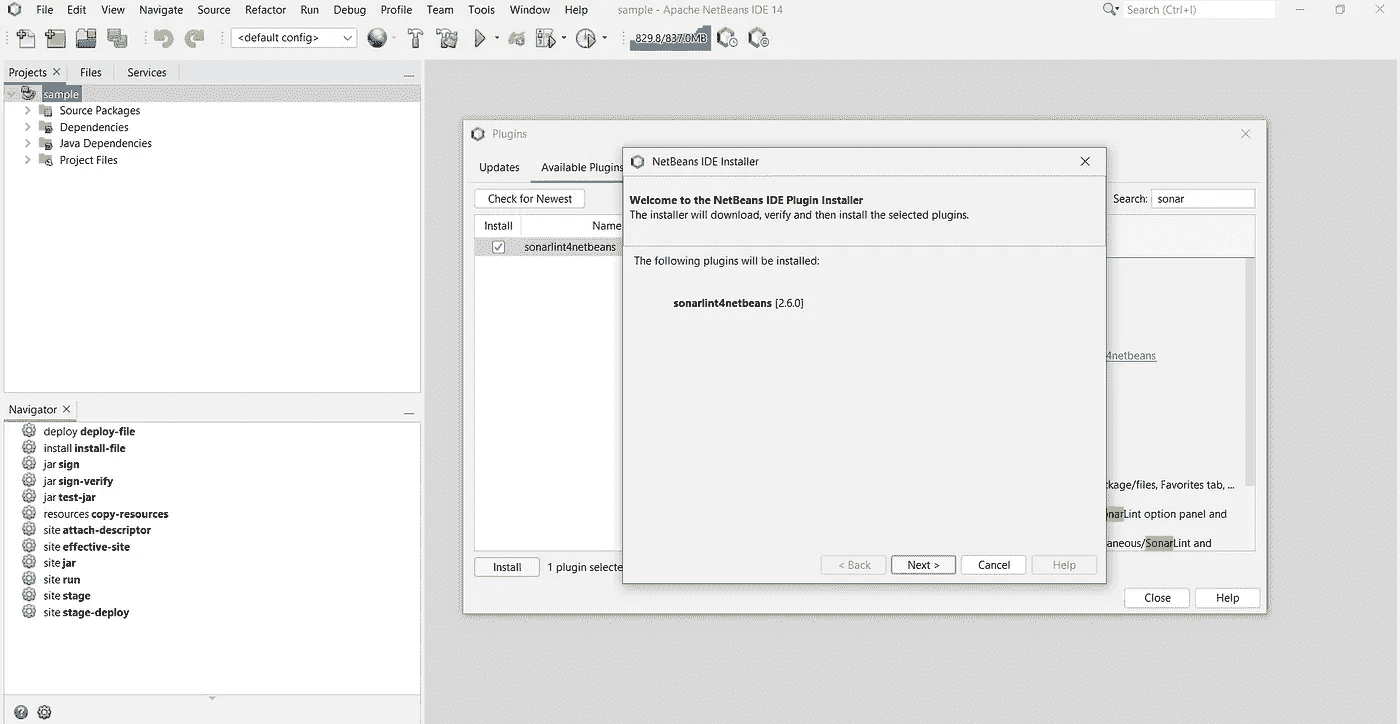 File Edit View Navigate Source Refactor Run Debug Profile Team Tools Window Help sample - Apache NetBeans IDE 14 Search (Ctrl+I)
<default config> 829.8/837.0MB
Projects Files Services
sample
Source Packages
Dependencies
Java Dependencies
Project Files
Navigator
deploy deploy-file
install install-file
jar sign
jar sign-verify
jar test-jar
resources copy-resources
site attach-descriptor
site effective-site
site jar
site run
site stage
site stage-deploy
Plugins
Updates Available Plugins
Check for Newest Search: sonar
Install Name
sonarlint4netbeans
4netbeans
kage/files, Favorites tab, ...
narLint option panel and
aneous/SonarLint and
Install 1 plugin selecte
Close Help
NetBeans IDE Installer
Welcome to the NetBeans IDE Plugin Installer
The installer will download, verify and then install the selected plugins.
The following plugins will be installed:
sonarlint4netbeans [2.6.0]
< Back Next > Cancel Help